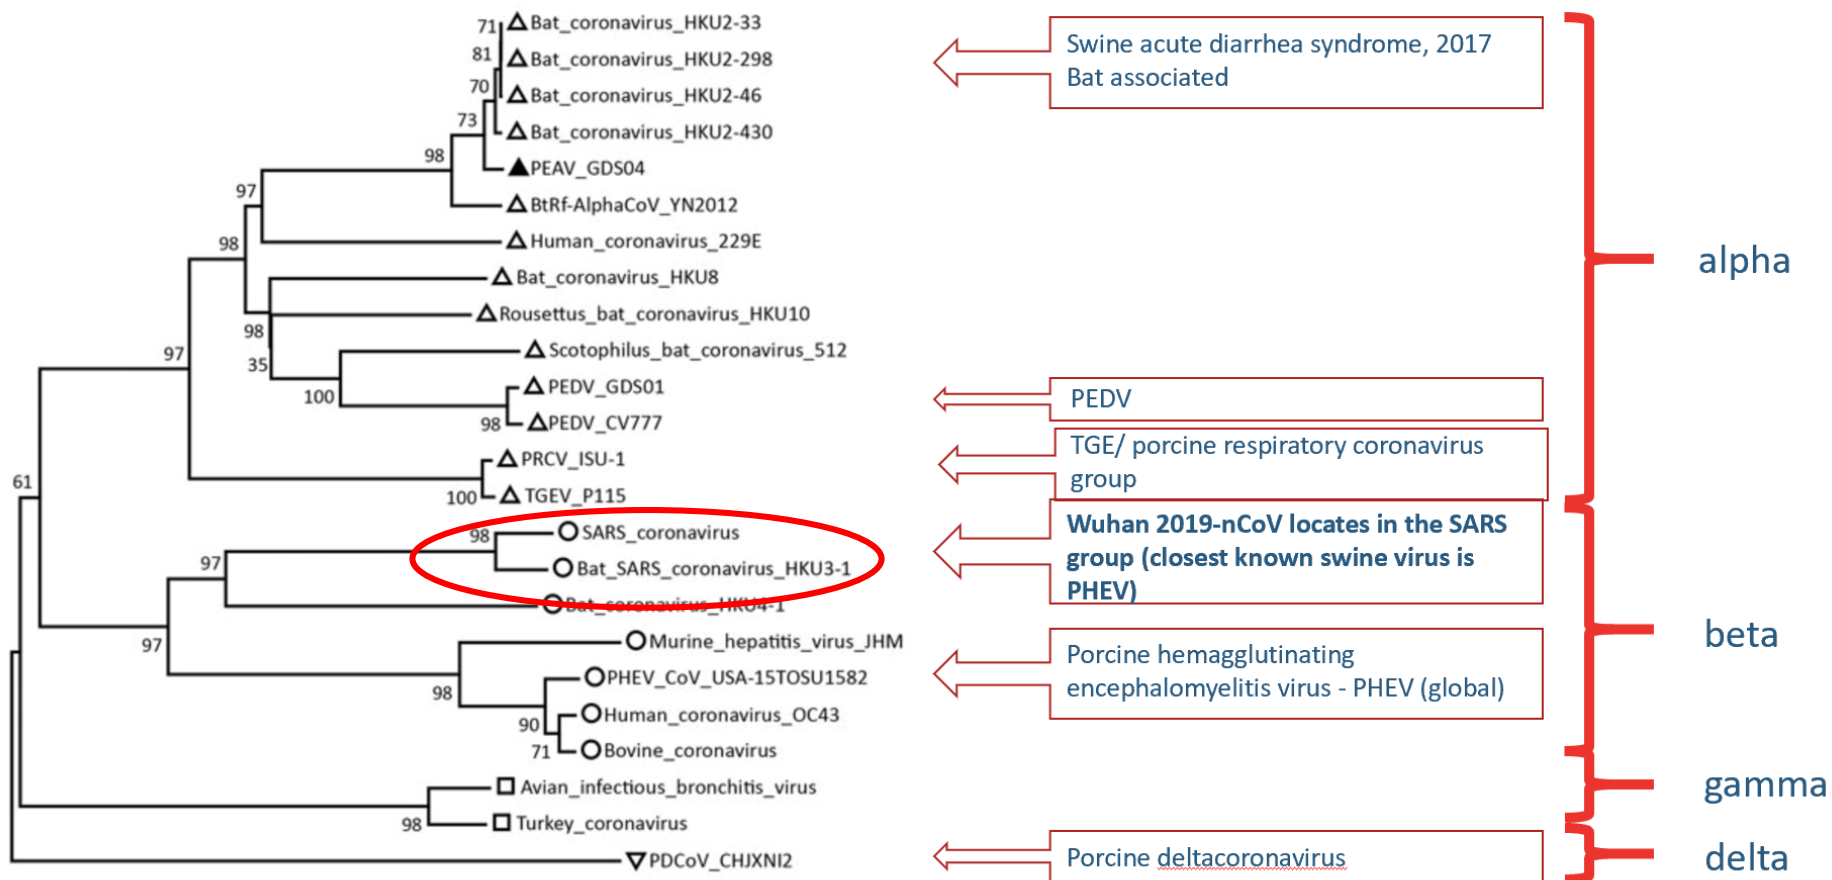 71
Bat_coronavirus_HKU2-33
81
Bat_coronavirus_HKU2-298
70
Bat_coronavirus_HKU2-46
73
Bat_coronavirus_HKU2-430
98
PEAV_GDS04
97
BtRf-AlphaCoV_YN2012
98
Human_coronavirus_229E
Bat_coronavirus_HKU8
Rousettus_bat_coronavirus_HKU10
98
97
Scotophilus_bat_coronavirus_512
35
PEDV_GDS01
100
PEDV_CV777
98
PRCV_ISU-1
61
TGEV_P115
100
SARS_coronavirus
98
97
Bat_SARS_coronavirus_HKU3-1
Bat_coronavirus_HKU4-1
97
Murine_hepatitis_virus_JHM
PHEV_CoV_USA-15TOSU1582
98
Human_coronavirus_OC43
90
Bovine_coronavirus
71
Avian_infectious_bronchitis_virus
Turkey_coronavirus
98
PDCoV_CHJXNI2
Swine acute diarrhea syndrome, 2017
Bat associated
PEDV
TGE/ porcine respiratory coronavirus
group
Wuhan 2019-nCoV locates in the SARS
group (closest known swine virus is
PHEV)
Porcine hemagglutinating
encephalomyelitis virus - PHEV (global)
Porcine deltacoronavirus
alpha
beta
gamma
delta